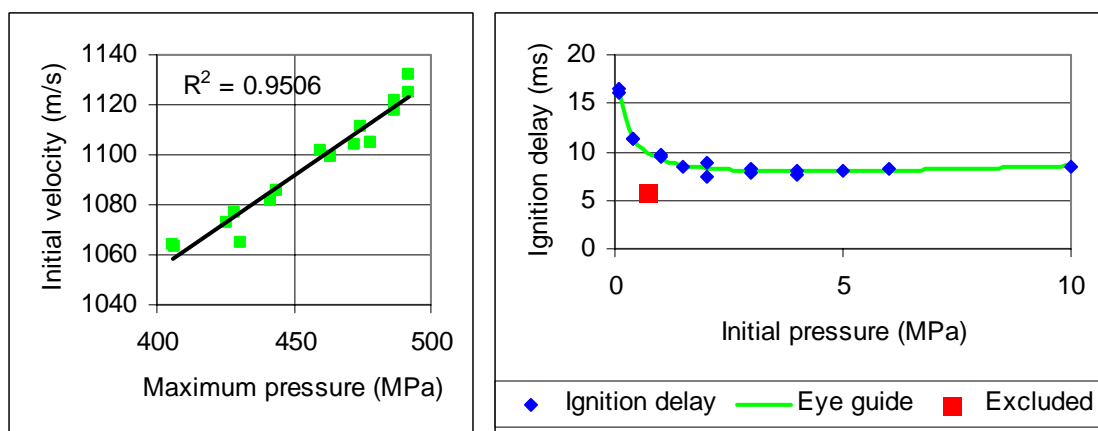 Initial velocity (m/s)
1140
1120
1100
1080
1060
1040
R² = 0.9506
400
450
500
Maximum pressure (MPa)
Ignition delay (ms)
20
15
10
5
0
0
5
10
Initial pressure (MPa)
Ignition delay
Eye guide
Excluded